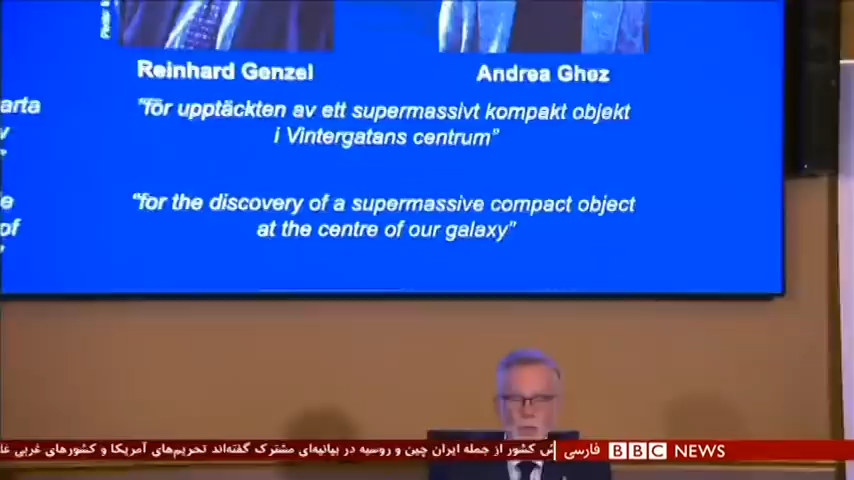 Reinhard Genzel
Andrea Ghez
"för upptäckten av ett supermassivt kompakt objekt
i Vintergatans centrum"
"for the discovery of a supermassive compact object
at the centre of our galaxy"
arta
of
کشور از جمله ایران چین و روسیه در بیانیه‌ای مشترک گفته‌اند تحریم‌های آمریکا و کشورهای غربی
فارسی BBC NEWS